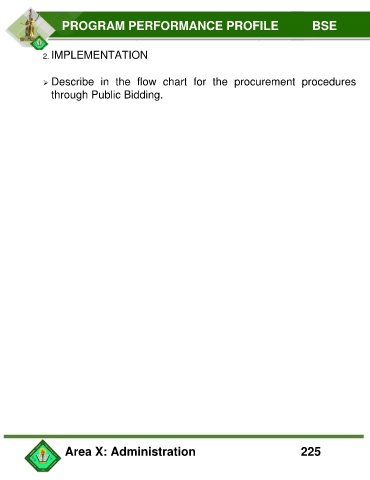 PROGRAM PERFORMANCE PROFILE BSE
2. IMPLEMENTATION
➢ Describe in the flow chart for the procurement procedures
through Public Bidding.
Area X: Administration 225